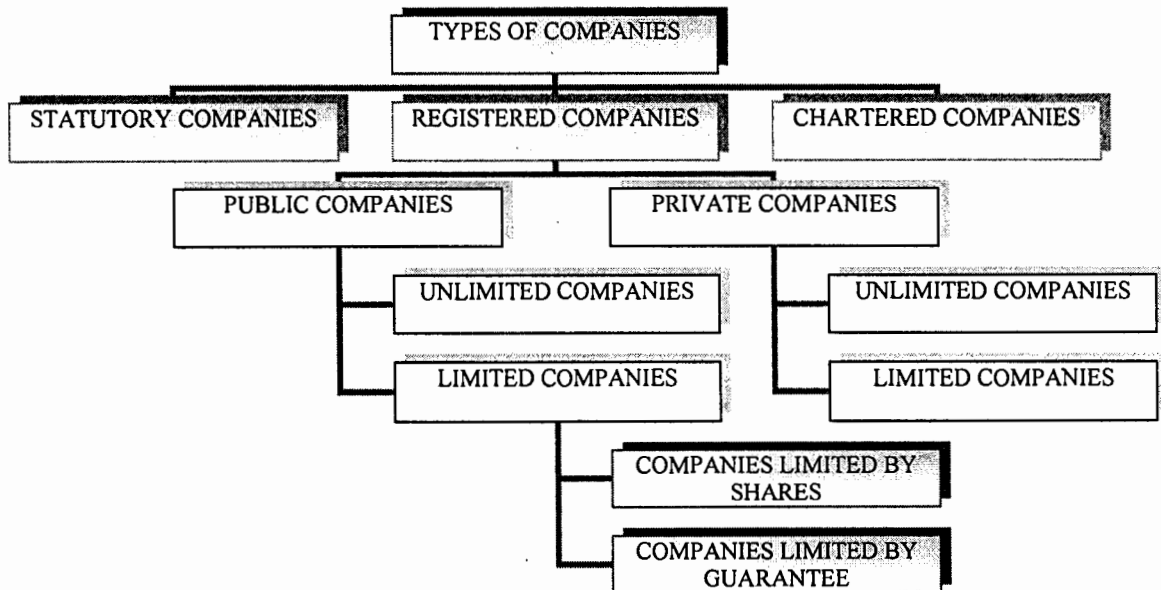 TYPES OF COMPANIES
STATUTORY COMPANIES
REGISTERED COMPANIES
CHARTERED COMPANIES
PUBLIC COMPANIES
PRIVATE COMPANIES
UNLIMITED COMPANIES
UNLIMITED COMPANIES
LIMITED COMPANIES
LIMITED COMPANIES
COMPANIES LIMITED BY
SHARES
COMPANIES LIMITED BY
GUARANTEE